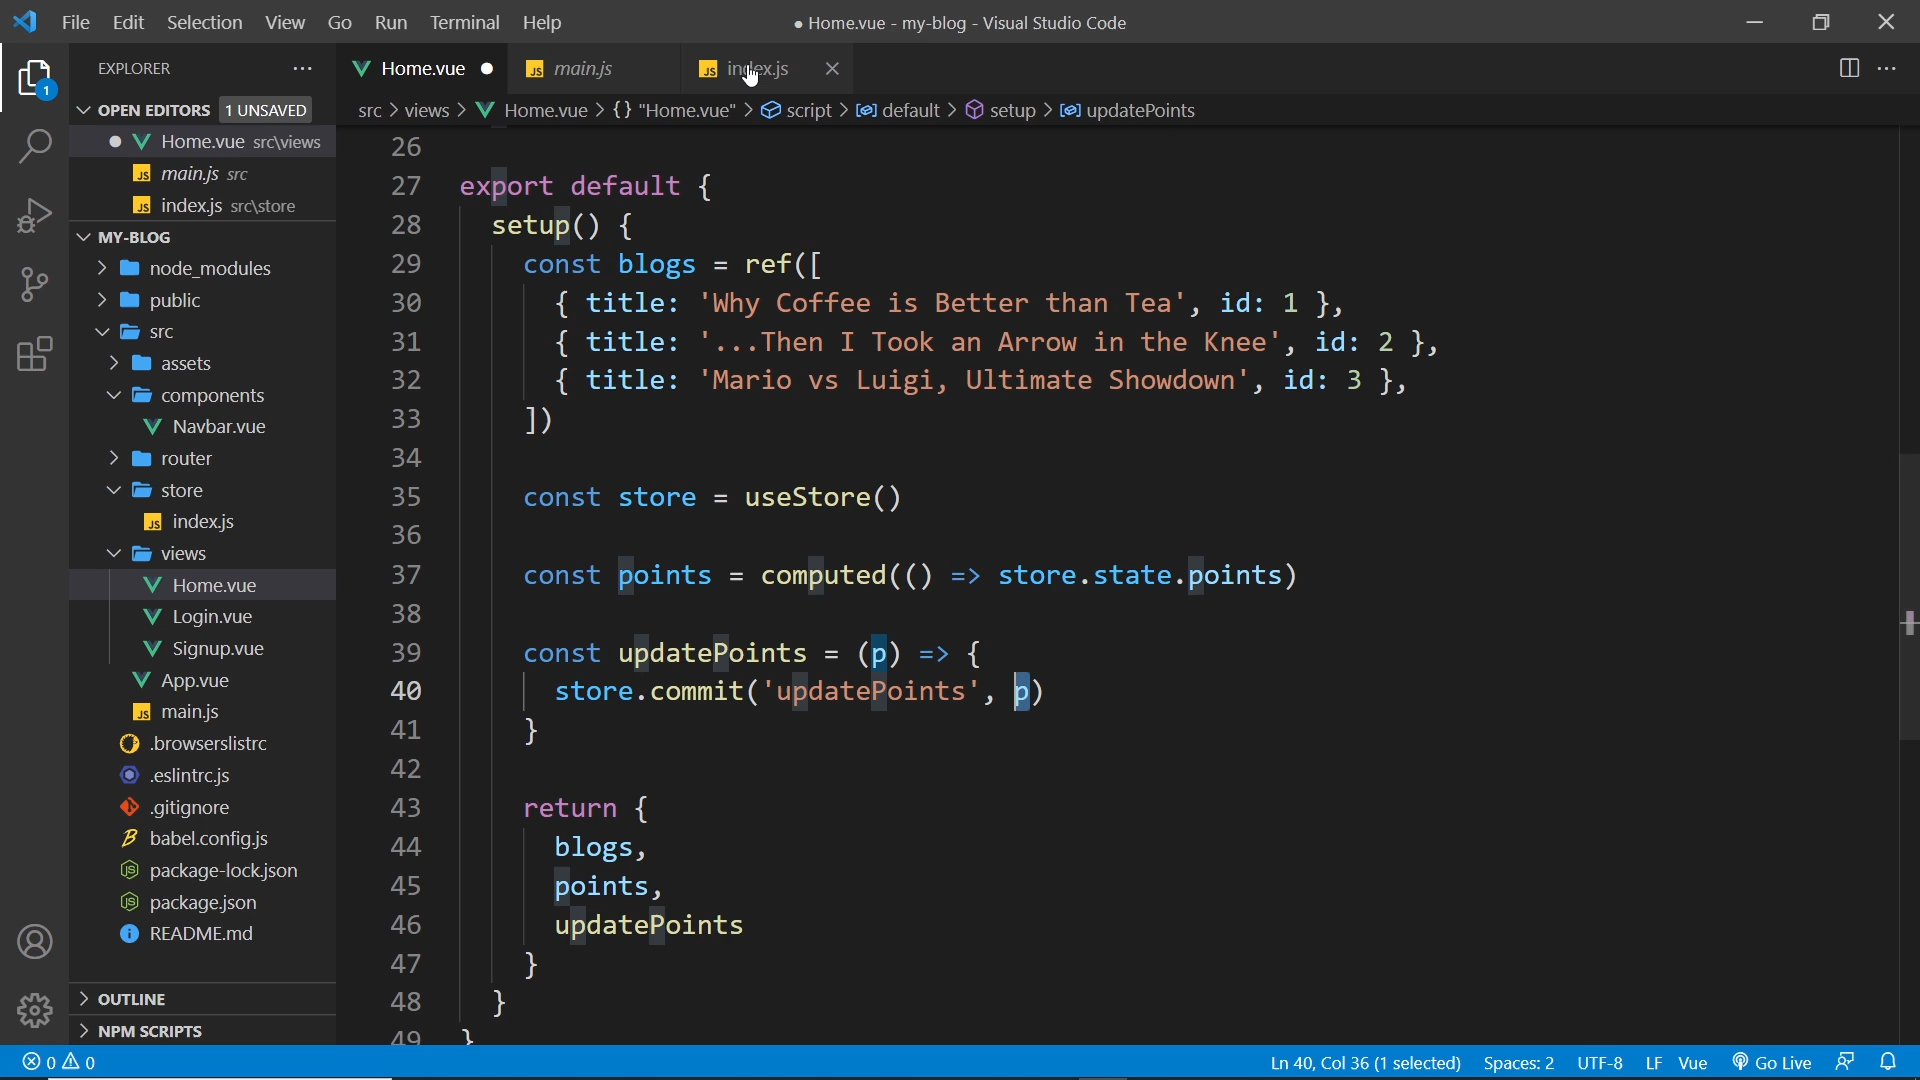 File Edit Selection View Go Run Terminal Help
● Home.vue - my-blog - Visual Studio Code
EXPLORER
OPEN EDITORS 1 UNSAVED
Home.vue src\views
main.js src
index.js src\store
MY-BLOG
node_modules
public
src
assets
components
Navbar.vue
router
store
index.js
views
Home.vue
Login.vue
Signup.vue
App.vue
main.js
.browserslistrc
.eslintrc.js
.gitignore
babel.config.js
package-lock.json
package.json
README.md
OUTLINE
NPM SCRIPTS
Home.vue main.js index.js
src > views > Home.vue > {} "Home.vue" > script > default > setup > updatePoints
26
27 export default {
28 setup() {
29 const blogs = ref([
30 { title: 'Why Coffee is Better than Tea', id: 1 },
31 { title: '...Then I Took an Arrow in the Knee', id: 2 },
32 { title: 'Mario vs Luigi, Ultimate Showdown', id: 3 },
33 ])
34
35 const store = useStore()
36
37 const points = computed(() => store.state.points)
38
39 const updatePoints = (p) => {
40 store.commit('updatePoints', p)
41 }
42
43 return {
44 blogs,
45 points,
46 updatePoints
47 }
48 }
49 }
1
0 0
Ln 40, Col 36 (1 selected) Spaces: 2 UTF-8 LF Vue Go Live